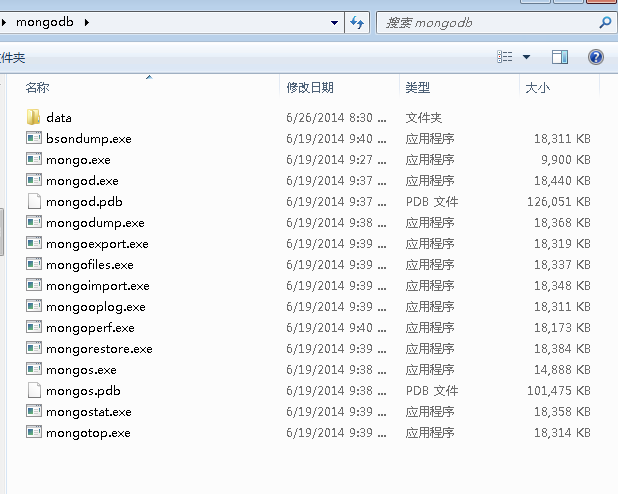 mongodb
搜索 mongodb
件夹
名称 修改日期 类型 大小
data 6/26/2014 8:30 ... 文件夹
bsondump.exe 6/19/2014 9:40 ... 应用程序 18,311 KB
mongo.exe 6/19/2014 9:27 ... 应用程序 9,900 KB
mongod.exe 6/19/2014 9:37 ... 应用程序 18,440 KB
mongod.pdb 6/19/2014 9:37 ... PDB 文件 126,051 KB
mongodump.exe 6/19/2014 9:38 ... 应用程序 18,368 KB
mongoexport.exe 6/19/2014 9:39 ... 应用程序 18,319 KB
mongofiles.exe 6/19/2014 9:39 ... 应用程序 18,337 KB
mongoimport.exe 6/19/2014 9:39 ... 应用程序 18,348 KB
mongooplog.exe 6/19/2014 9:39 ... 应用程序 18,311 KB
mongoperf.exe 6/19/2014 9:40 ... 应用程序 18,173 KB
mongorestore.exe 6/19/2014 9:39 ... 应用程序 18,384 KB
mongos.exe 6/19/2014 9:38 ... 应用程序 14,888 KB
mongos.pdb 6/19/2014 9:38 ... PDB 文件 101,475 KB
mongostat.exe 6/19/2014 9:39 ... 应用程序 18,358 KB
mongotop.exe 6/19/2014 9:39 ... 应用程序 18,314 KB